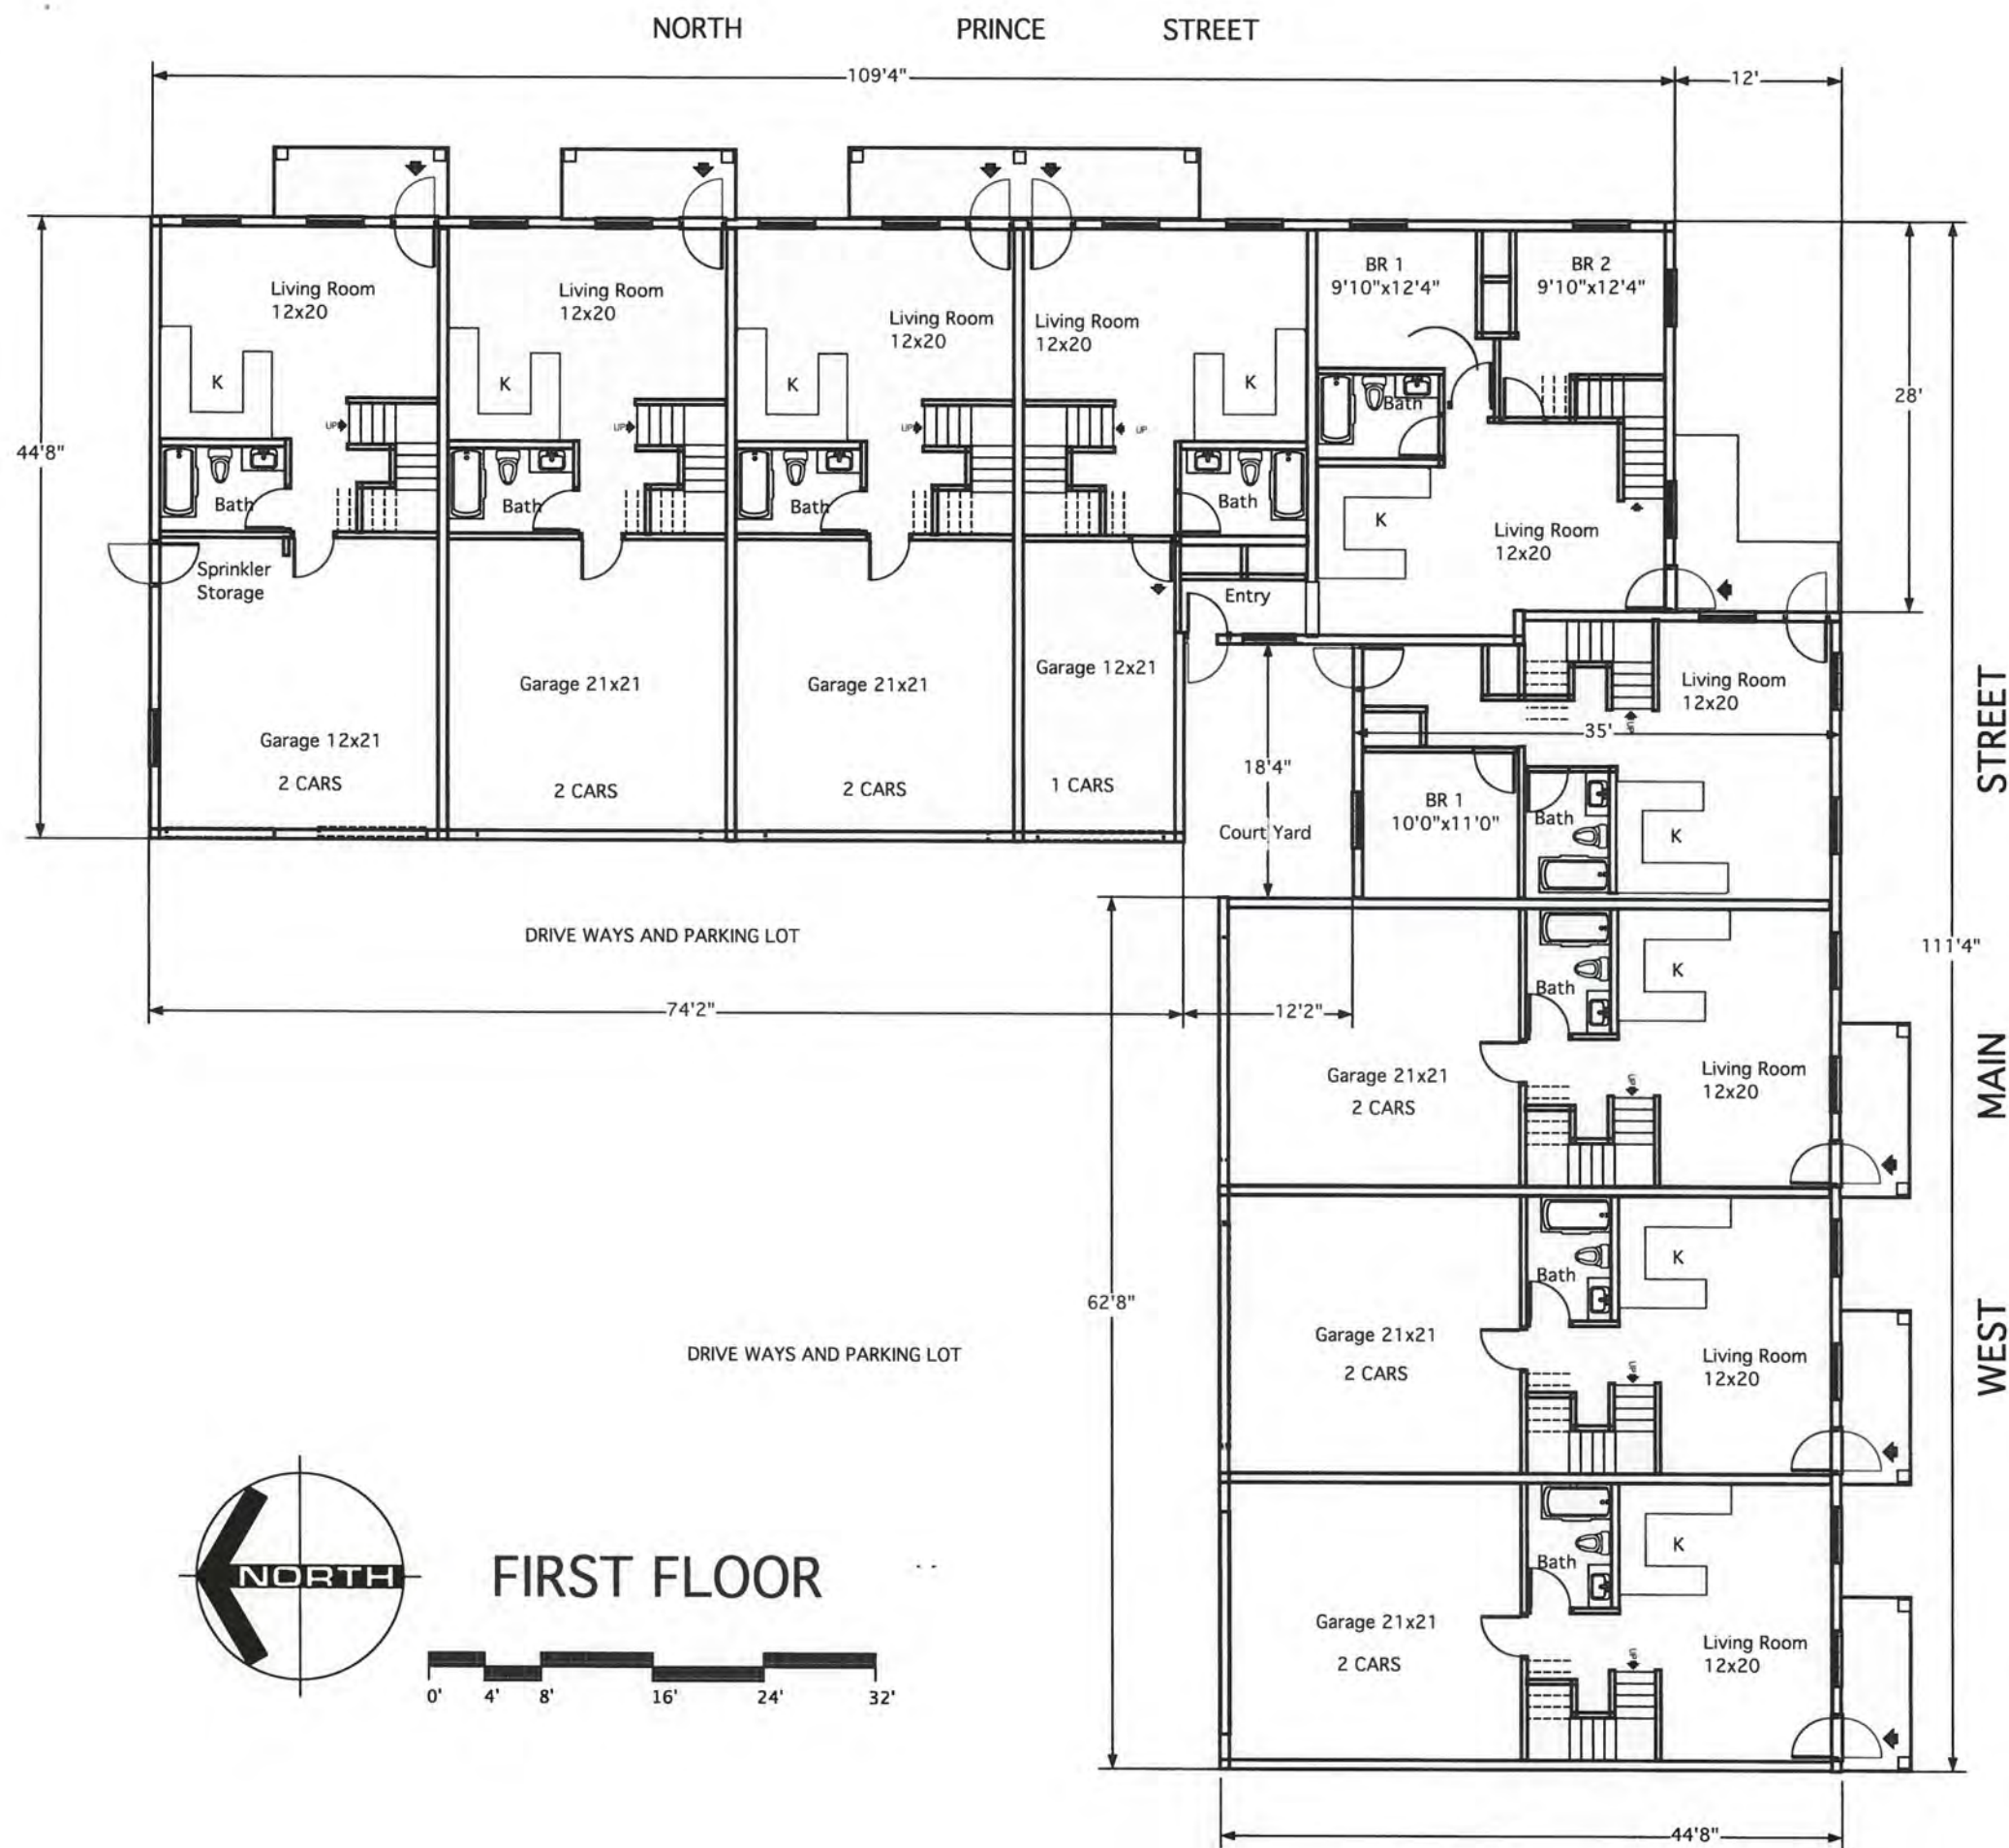 NORTH PRINCE STREET
109'4"
12'
Living Room
12x20
Living Room
12x20
Living Room
12x20
Living Room
12x20
BR 1
9'10"x12'4"
BR 2
9'10"x12'4"
K
K
K
K
28'
44'8"
UP
UP
UP
UP
Bath
Bath
Bath
Bath
Bath
K
Living Room
12x20
Sprinkler
Storage
Entry
Garage 12x21
2 CARS
Garage 21x21
2 CARS
Garage 21x21
2 CARS
Garage 12x21
1 CARS
18'4"
Court Yard
Living Room
12x20
UP
35'
BR 1
10'0"x11'0"
Bath
K
WEST MAIN STREET
111'4"
DRIVE WAYS AND PARKING LOT
74'2"
12'2"
Bath
K
Garage 21x21
2 CARS
UP
Living Room
12x20
62'8"
Bath
K
Garage 21x21
2 CARS
UP
Living Room
12x20
DRIVE WAYS AND PARKING LOT
Bath
K
Garage 21x21
2 CARS
UP
Living Room
12x20
NORTH
FIRST FLOOR
0' 4' 8' 16' 24' 32'
44'8"